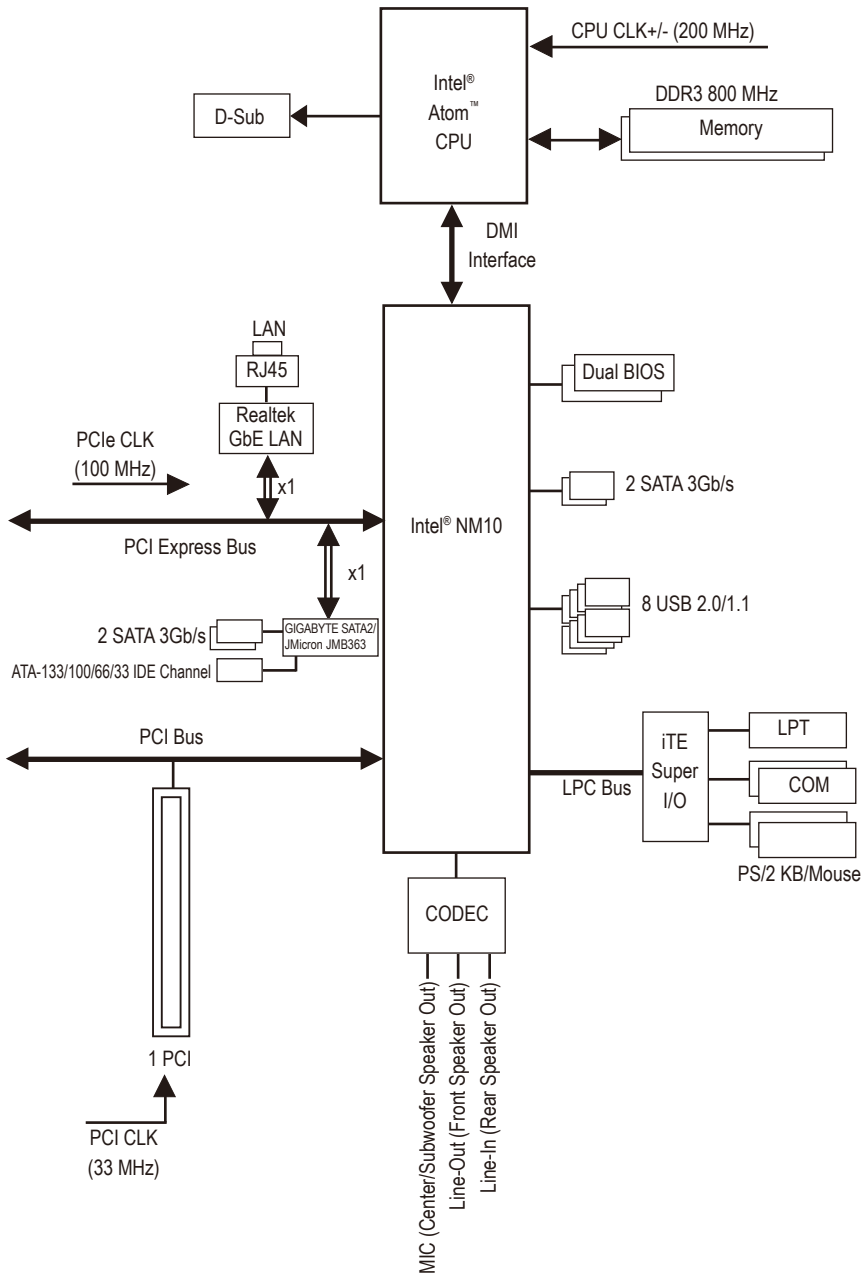 CPU CLK+/- (200 MHz)
Intel®
Atom™
CPU
D-Sub
DDR3 800 MHz
Memory
DMI
Interface
LAN
RJ45
Realtek
GbE LAN
PCIe CLK
(100 MHz)
x1
PCI Express Bus
x1
Intel® NM10
Dual BIOS
2 SATA 3Gb/s
8 USB 2.0/1.1
2 SATA 3Gb/s
GIGABYTE SATA2/
JMicron JMB363
ATA-133/100/66/33 IDE Channel
PCI Bus
LPC Bus
iTE
Super
I/O
LPT
COM
PS/2 KB/Mouse
CODEC
MIC (Center/Subwoofer Speaker Out)
Line-Out (Front Speaker Out)
Line-In (Rear Speaker Out)
1 PCI
PCI CLK
(33 MHz)